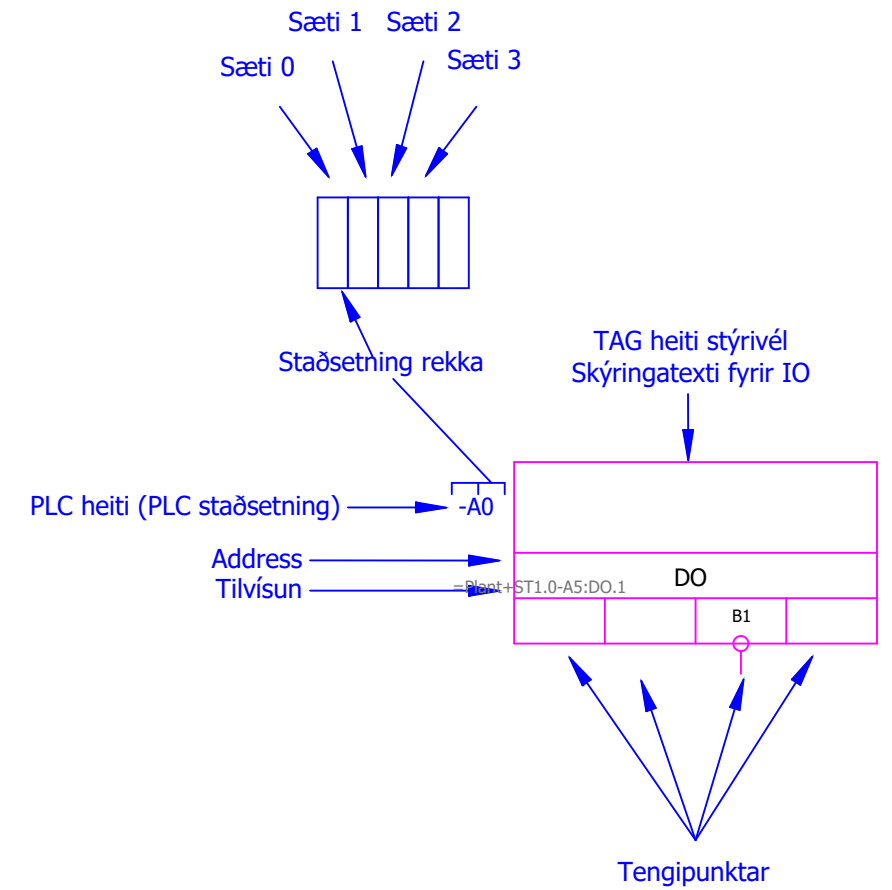 Sæti 1
Sæti 2
Sæti 0
Sæti 3
Staðsetning rekka
TAG heiti stýrivél
Skýringatexti fyrir IO
PLC heiti (PLC staðsetning)
-A0
Address
Tilvísun
=Plant+ST1.0-A5:DO.1
DO
B1
Tengipunktar